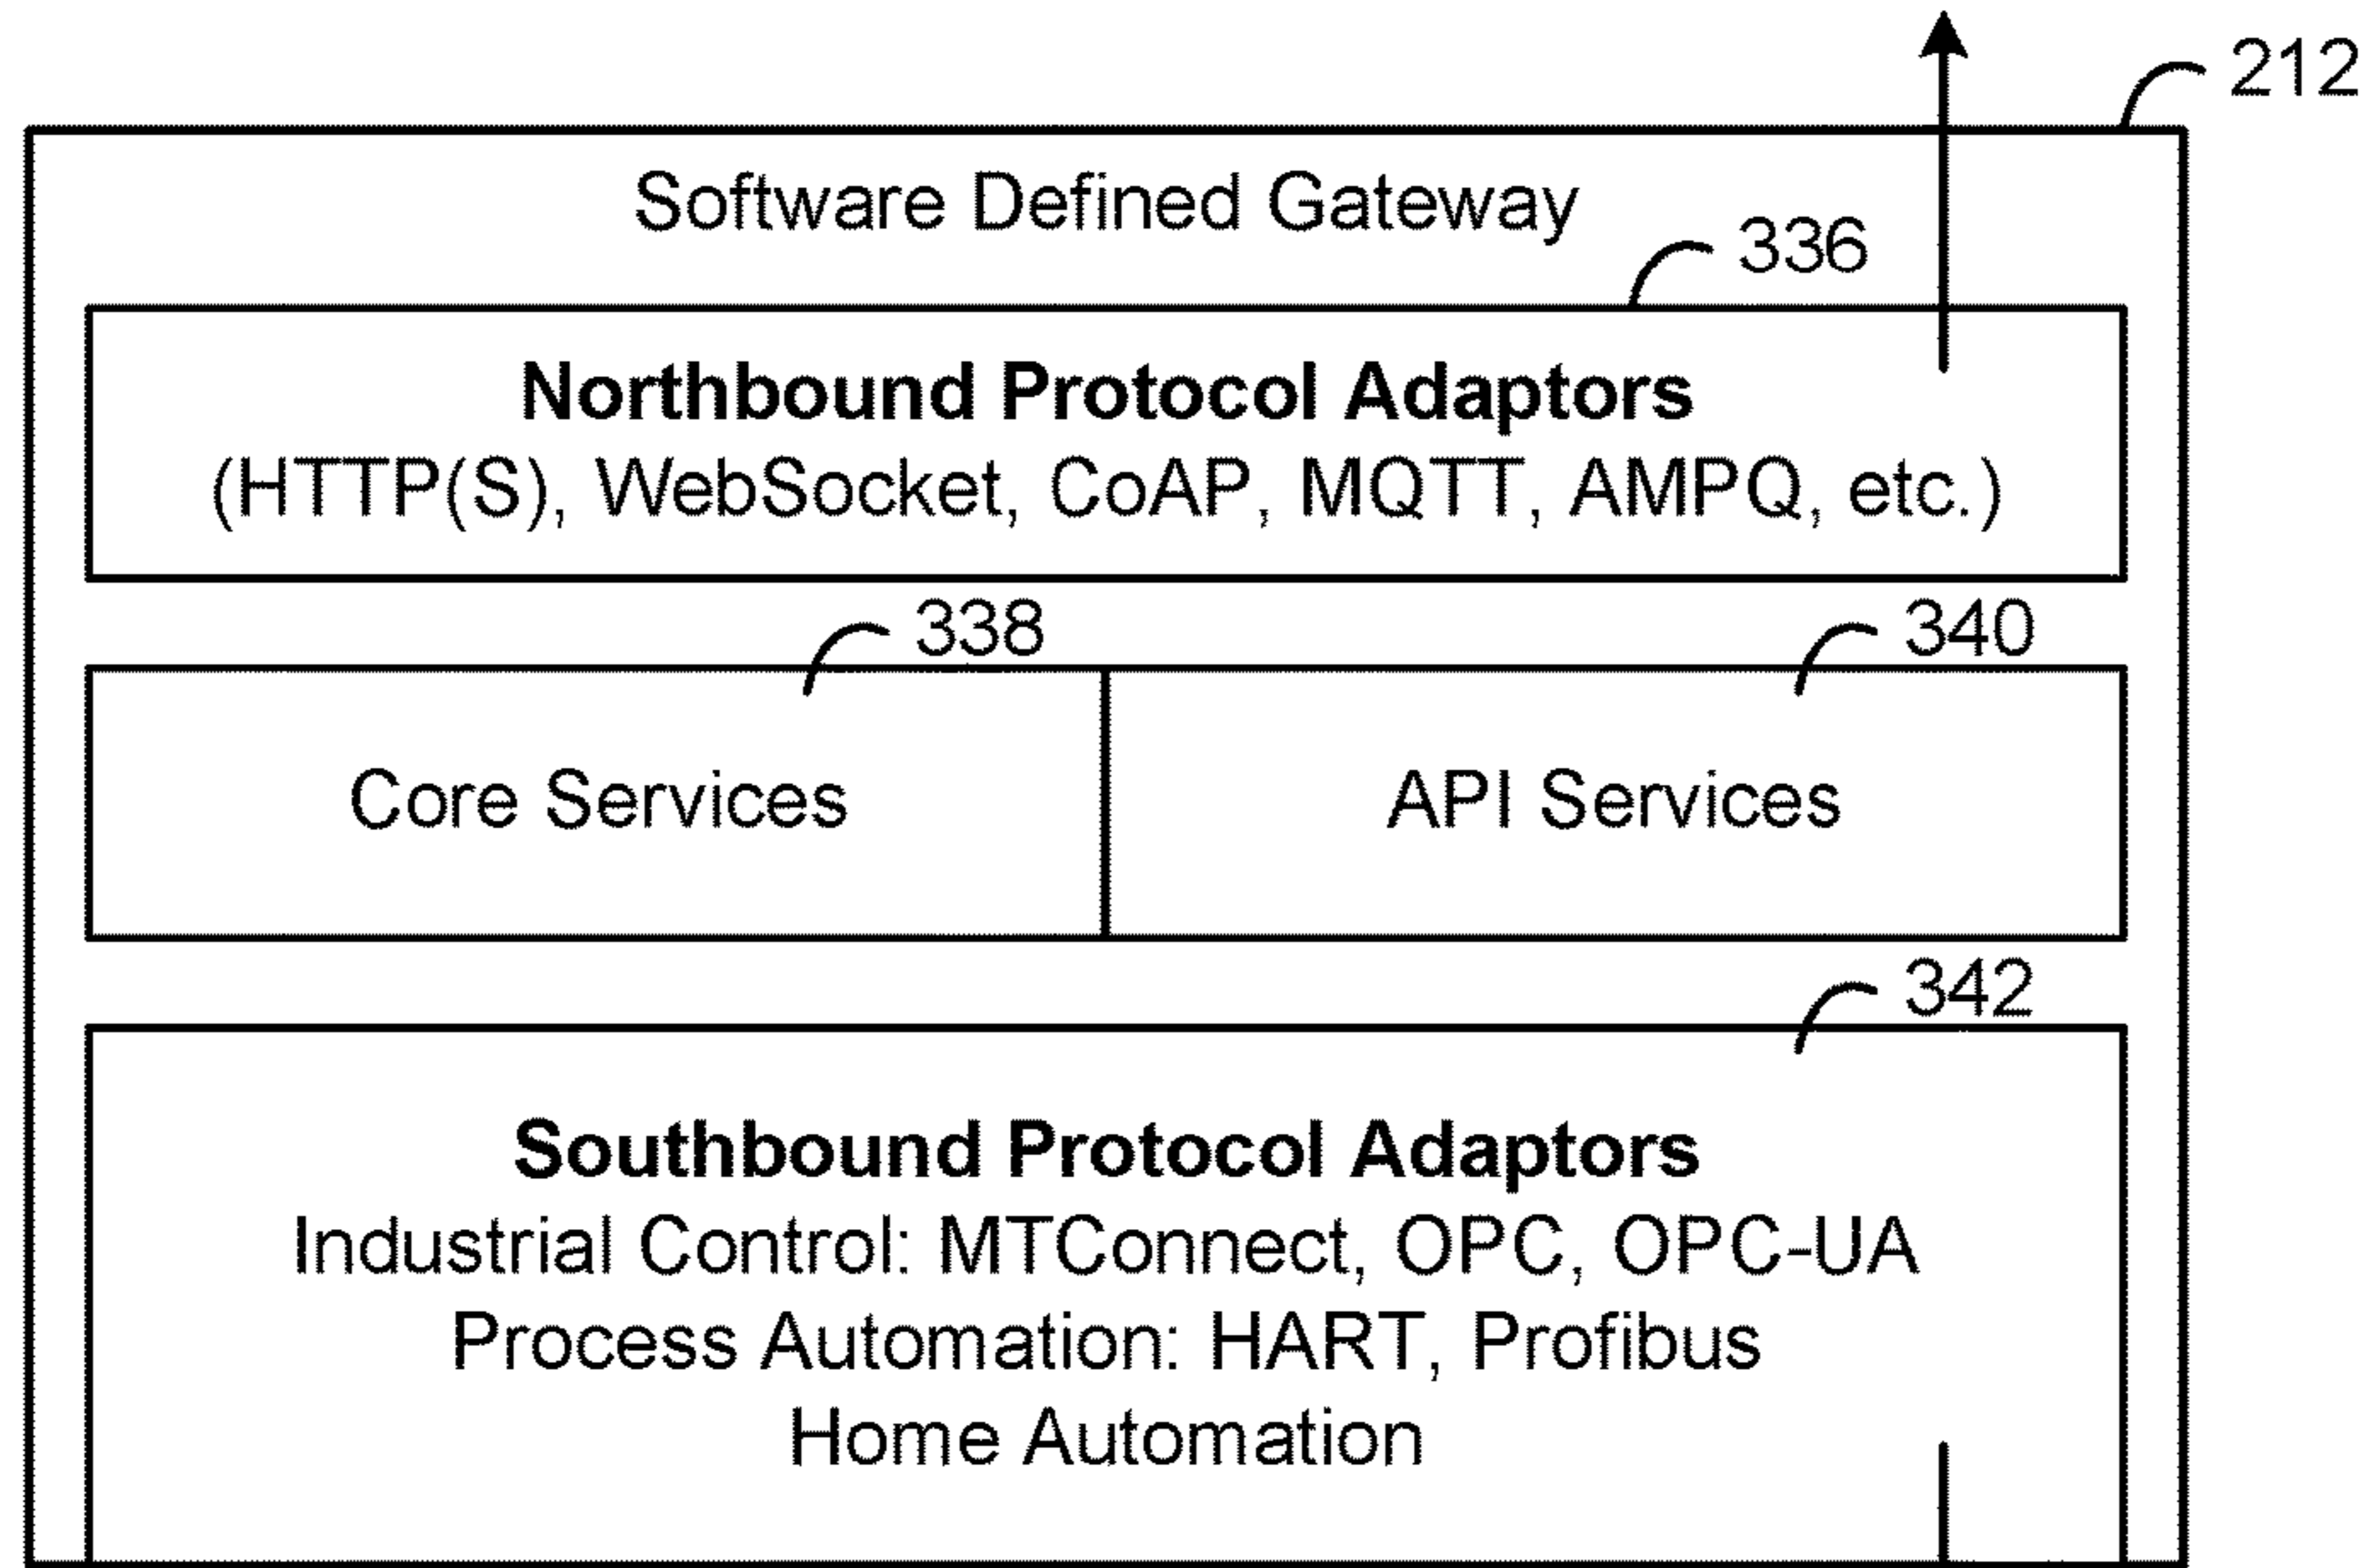 212
Software Defined Gateway
336
Northbound Protocol Adaptors
(HTTP(S), WebSocket, CoAP, MQTT, AMPQ, etc.)
338
340
Core Services
API Services
342
Southbound Protocol Adaptors
Industrial Control: MTConnect, OPC, OPC-UA
Process Automation: HART, Profibus
Home Automation